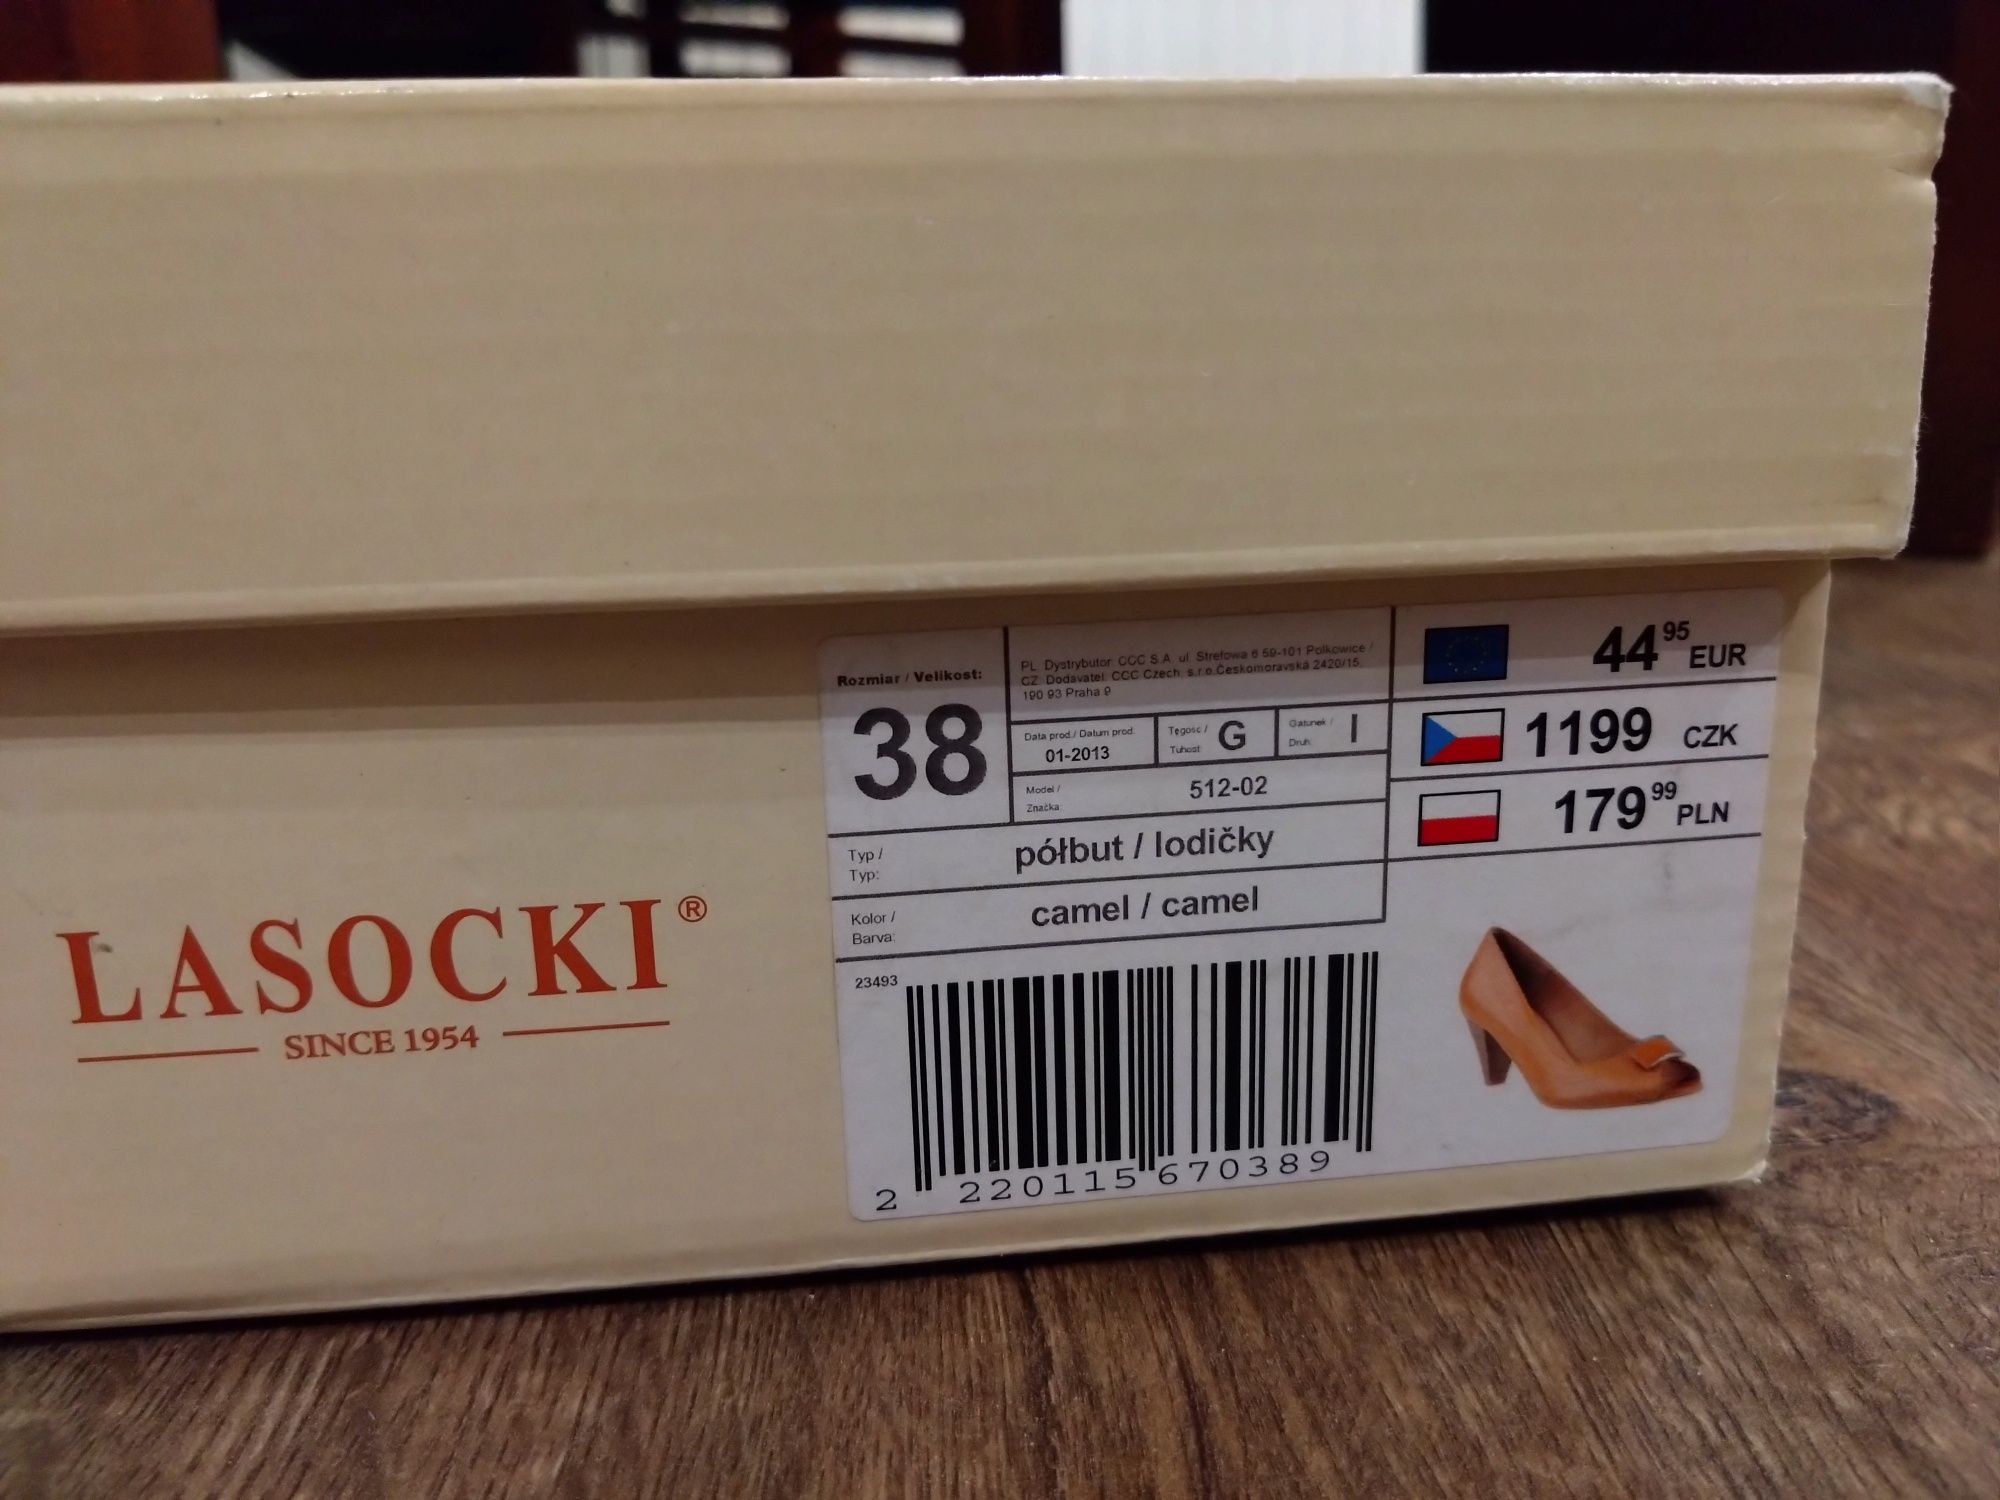 LASOCKI®
SINCE 1954
Rozmiar / Velikost:
38
PL: Dystrybutor: CCC S.A. ul. Strefowa 6 59-101 Polkowice /
CZ: Dodavatel: CCC Czech, s.r.o.Českomoravská 2420/15,
190 93 Praha 9
Data prod./ Datum prod.
01-2013
Tęgość /
Tuhost:
G
Gatunek /
Druh:
I
Model /
Značka:
512-02
Typ /
Typ:
półbut / lodičky
Kolor /
Barva:
camel / camel
44 95 EUR
1199 CZK
179 99 PLN
23493
2 220115 670389